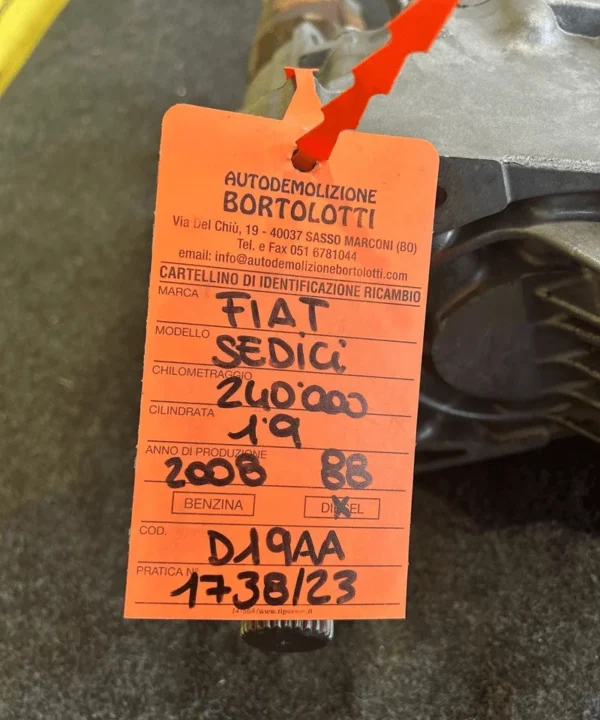 AUTODEMOLIZIONE
BORTOLOTTI
Via Del Chiù, 19 - 40037 SASSO MARCONI (BO)
Tel. e Fax 051 6781044
email: info@autodemolizionebortolotti.com
CARTELLINO DI IDENTIFICAZIONE RICAMBIO
MARCA FIAT
MODELLO SEDICI
CHILOMETRAGGIO 240'000
CILINDRATA 1'9
ANNO DI PRODUZIONE
2008 88
BENZINA DIESEL
COD. D19AA
PRATICA N° 1738/23